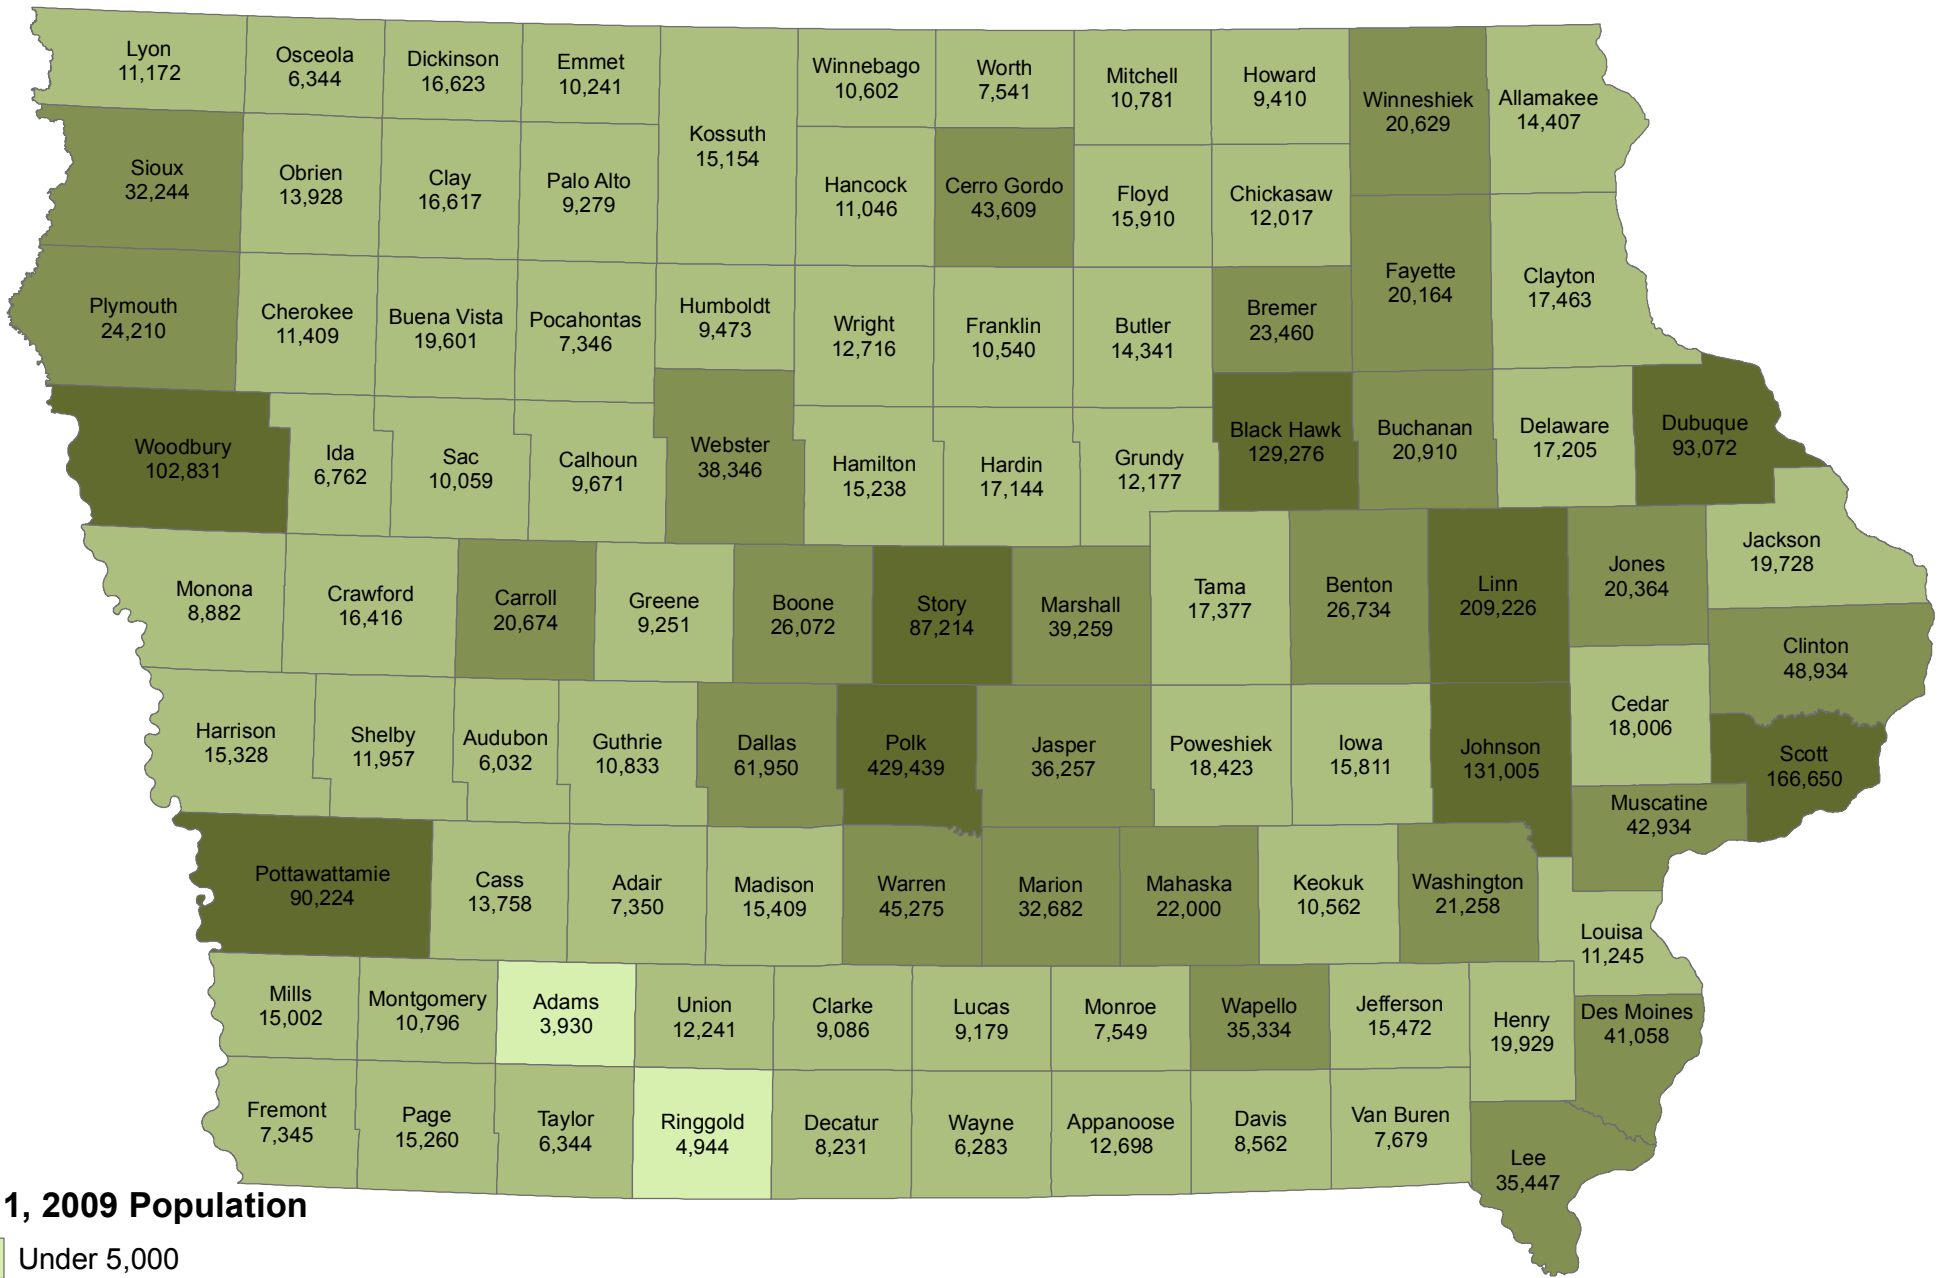 Lyon
11,172
Osceola
6,344
Dickinson
16,623
Emmet
10,241
Kossuth
15,154
Winnebago
10,602
Worth
7,541
Mitchell
10,781
Howard
9,410
Winneshiek
20,629
Allamakee
14,407
Sioux
32,244
Obrien
13,928
Clay
16,617
Palo Alto
9,279
Hancock
11,046
Cerro Gordo
43,609
Floyd
15,910
Chickasaw
12,017
Plymouth
24,210
Cherokee
11,409
Buena Vista
19,601
Pocahontas
7,346
Humboldt
9,473
Wright
12,716
Franklin
10,540
Butler
14,341
Bremer
23,460
Fayette
20,164
Clayton
17,463
Woodbury
102,831
Ida
6,762
Sac
10,059
Calhoun
9,671
Webster
38,346
Hamilton
15,238
Hardin
17,144
Grundy
12,177
Black Hawk
129,276
Buchanan
20,910
Delaware
17,205
Dubuque
93,072
Monona
8,882
Crawford
16,416
Carroll
20,674
Greene
9,251
Boone
26,072
Story
87,214
Marshall
39,259
Tama
17,377
Benton
26,734
Linn
209,226
Jones
20,364
Jackson
19,728
Clinton
48,934
Harrison
15,328
Shelby
11,957
Audubon
6,032
Guthrie
10,833
Dallas
61,950
Polk
429,439
Jasper
36,257
Poweshiek
18,423
Iowa
15,811
Johnson
131,005
Cedar
18,006
Scott
166,650
Muscatine
42,934
Pottawattamie
90,224
Cass
13,758
Adair
7,350
Madison
15,409
Warren
45,275
Marion
32,682
Mahaska
22,000
Keokuk
10,562
Washington
21,258
Louisa
11,245
Mills
15,002
Montgomery
10,796
Adams
3,930
Union
12,241
Clarke
9,086
Lucas
9,179
Monroe
7,549
Wapello
35,334
Jefferson
15,472
Henry
19,929
Des Moines
41,058
Fremont
7,345
Page
15,260
Taylor
6,344
Ringgold
4,944
Decatur
8,231
Wayne
6,283
Appanoose
12,698
Davis
8,562
Van Buren
7,679
Lee
35,447
1, 2009 Population
Under 5,000